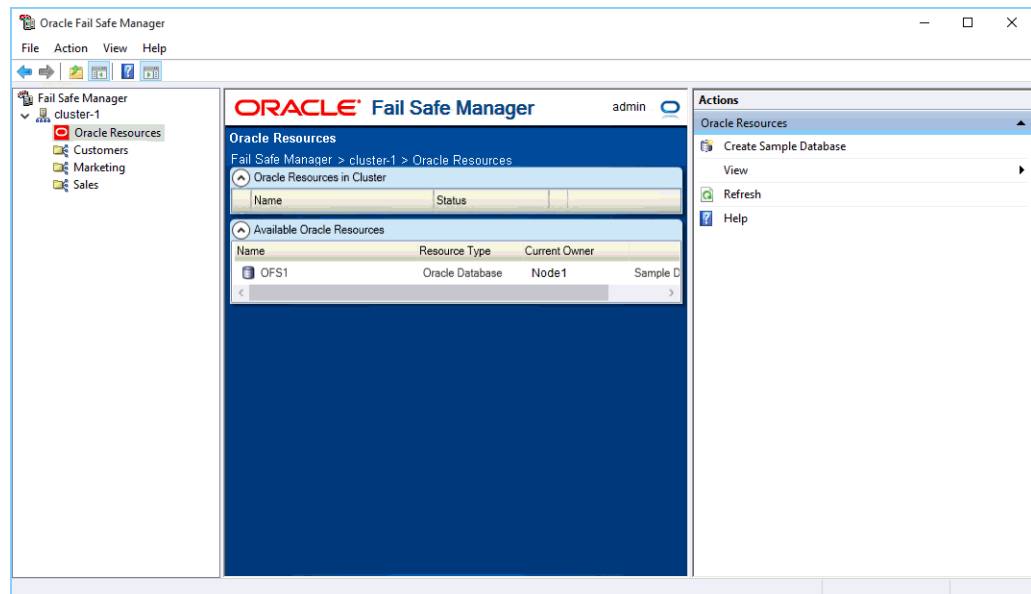 Oracle Fail Safe Manager
File Action View Help
Fail Safe Manager
cluster-1
Oracle Resources
Customers
Marketing
Sales
ORACLE Fail Safe Manager admin
Oracle Resources
Fail Safe Manager > cluster-1 > Oracle Resources
Oracle Resources in Cluster
Name Status
Available Oracle Resources
Name Resource Type Current Owner
OFS1 Oracle Database Node1 Sample D
Actions
Oracle Resources
Create Sample Database
View
Refresh
Help